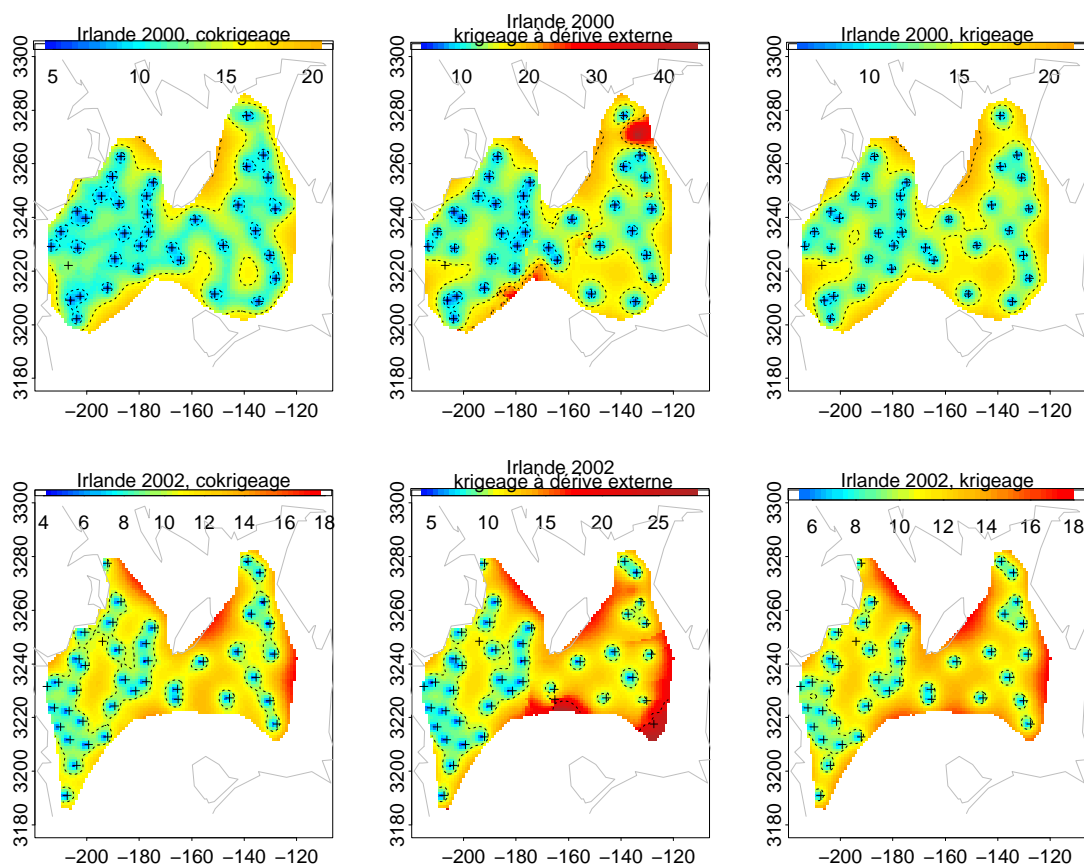 Irlande 2000, cokrigeage
5 10 15 20
3180 3200 3220 3240 3260 3280 3300
−200 −180 −160 −140 −120
Irlande 2000
krigeage à dérive externe
10 20 30 40
3180 3200 3220 3240 3260 3280 3300
−200 −180 −160 −140 −120
Irlande 2000, krigeage
10 15 20
3180 3200 3220 3240 3260 3280 3300
−200 −180 −160 −140 −120
Irlande 2002, cokrigeage
4 6 8 10 12 14 16 18
3180 3200 3220 3240 3260 3280 3300
−200 −180 −160 −140 −120
Irlande 2002
krigeage à dérive externe
5 10 15 20 25
3180 3200 3220 3240 3260 3280 3300
−200 −180 −160 −140 −120
Irlande 2002, krigeage
6 8 10 12 14 16 18
3180 3200 3220 3240 3260 3280 3300
−200 −180 −160 −140 −120